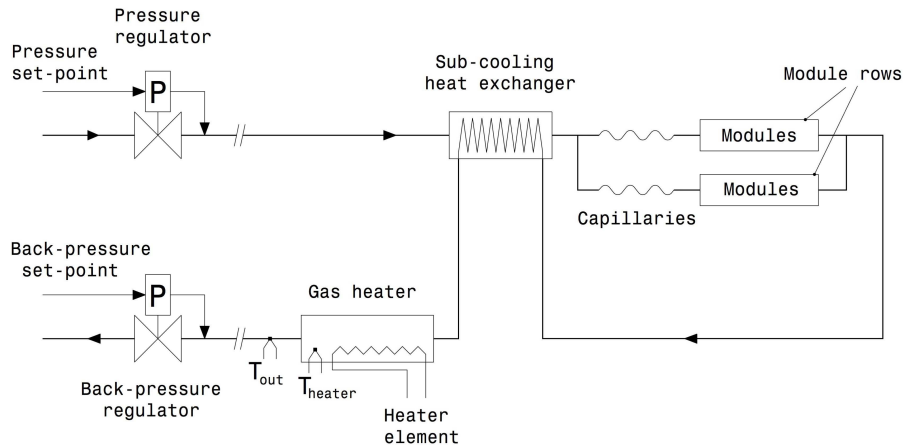 Pressure
regulator
Pressure
set-point
P
Sub-cooling
heat exchanger
Module rows
Modules
Modules
Capillaries
Back-pressure
set-point
P
Gas heater
Tout
Theater
Back-pressure
regulator
Heater
element